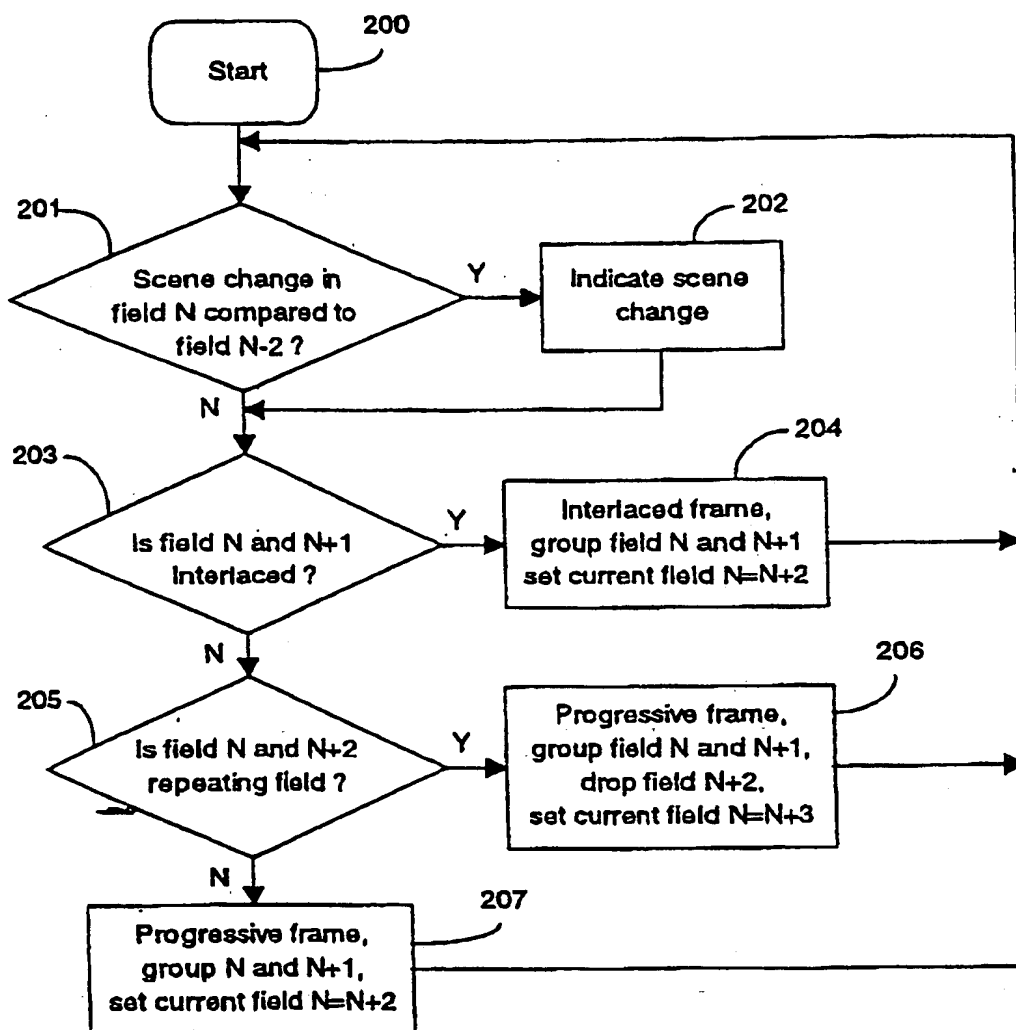 200
Start
201
Scene change in
field N compared to
field N-2 ?
Y
202
Indicate scene
change
N
203
Is field N and N+1
Interlaced ?
Y
204
Interlaced frame,
group field N and N+1
set current field N=N+2
N
205
Is field N and N+2
repeating field ?
Y
206
Progressive frame,
group field N and N+1,
drop field N+2,
set current field N=N+3
N
207
Progressive frame,
group N and N+1,
set current field N=N+2